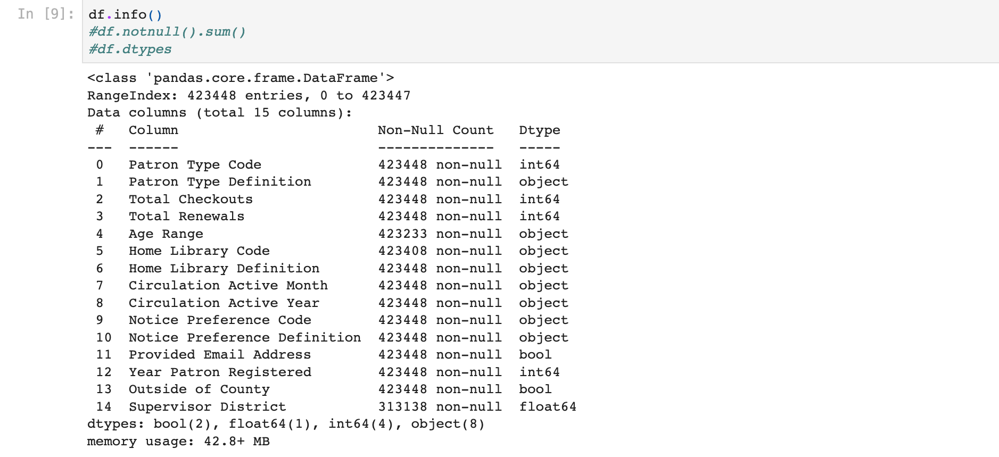 In [9]: df.info()
#df.notnull().sum()
#df.dtypes
<class 'pandas.core.frame.DataFrame'>
RangeIndex: 423448 entries, 0 to 423447
Data columns (total 15 columns):
 #   Column                        Non-Null Count   Dtype
---  ------                        --------------   -----
 0   Patron Type Code              423448 non-null  int64
 1   Patron Type Definition        423448 non-null  object
 2   Total Checkouts               423448 non-null  int64
 3   Total Renewals                423448 non-null  int64
 4   Age Range                     423233 non-null  object
 5   Home Library Code             423408 non-null  object
 6   Home Library Definition       423448 non-null  object
 7   Circulation Active Month      423448 non-null  object
 8   Circulation Active Year       423448 non-null  object
 9   Notice Preference Code        423448 non-null  object
 10  Notice Preference Definition  423448 non-null  object
 11  Provided Email Address        423448 non-null  bool
 12  Year Patron Registered        423448 non-null  int64
 13  Outside of County             423448 non-null  bool
 14  Supervisor District           313138 non-null  float64
dtypes: bool(2), float64(1), int64(4), object(8)
memory usage: 42.8+ MB